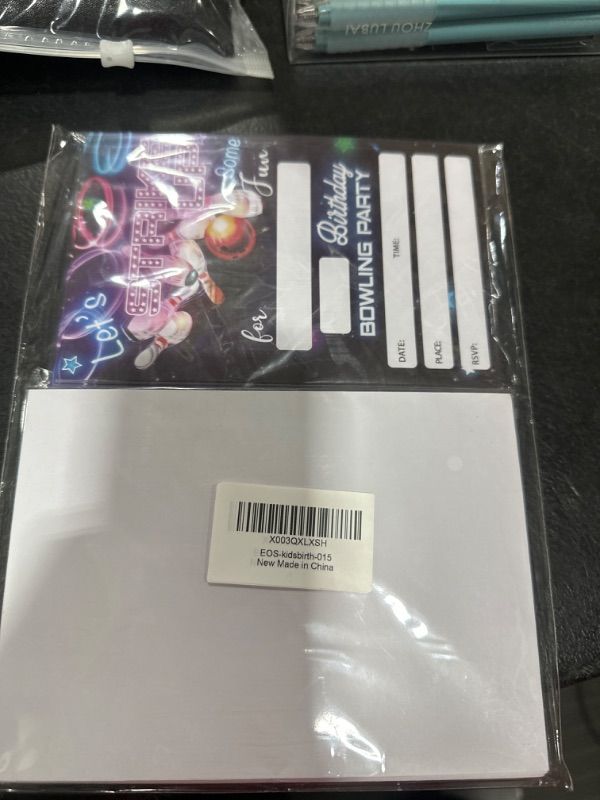 ZHOU LUBAI
Let's
STRIKE
Up
Some
Fun
for
Birthday
BOWLING PARTY
DATE:
TIME:
PLACE:
RSVP:
X003QXLXSH
EOS-kidsbirth-015
New Made in China